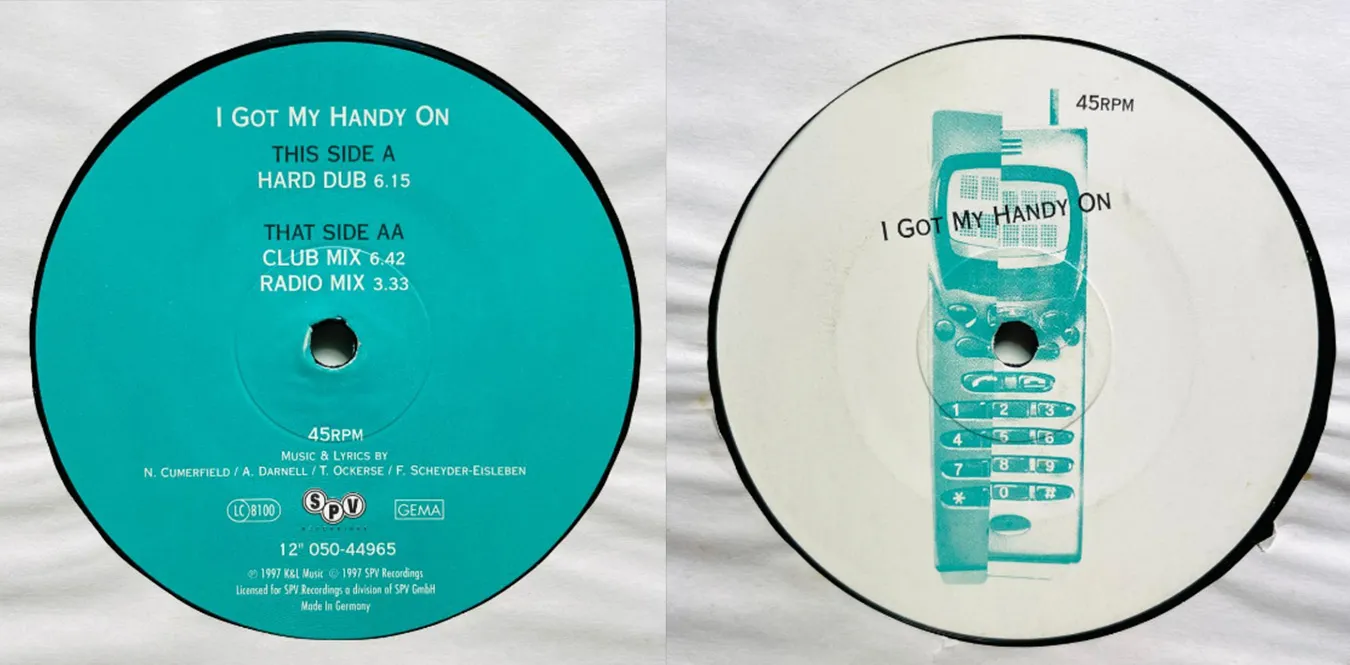 I GOT MY HANDY ON
THIS SIDE A
HARD DUB 6.15
THAT SIDE AA
CLUB MIX 6.42
RADIO MIX 3.33
45RPM
MUSIC & LYRICS BY
N. CUMERFIELD / A. DARNELL / T. OCKERSE / F. SCHEYDER-EISLEBEN
LC 8100
SPV
GEMA
12" 050-44965
℗ 1997 K&L Music © 1997 SPV Recordings
Licensed for SPV Recordings a division of SPV GmbH
Made In Germany
45RPM
I GOT MY HANDY ON
1 2 3
4 5 6
7 8 9
* 0 #